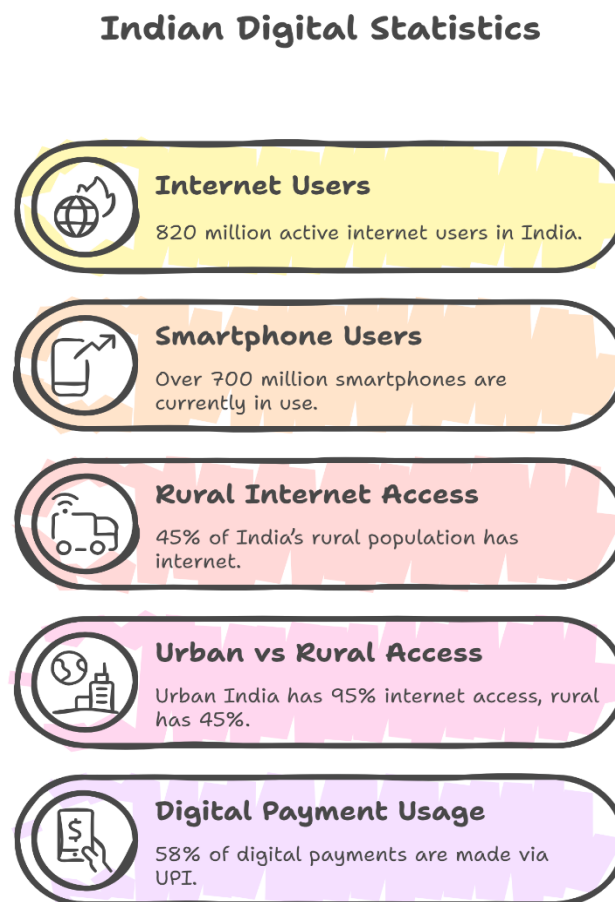 Indian Digital Statistics
Internet Users
820 million active internet users in India.
Smartphone Users
Over 700 million smartphones are
currently in use.
Rural Internet Access
45% of India's rural population has
internet.
Urban vs Rural Access
Urban India has 95% internet access, rural
has 45%.
$
Digital Payment Usage
58% of digital payments are made via
UPI.